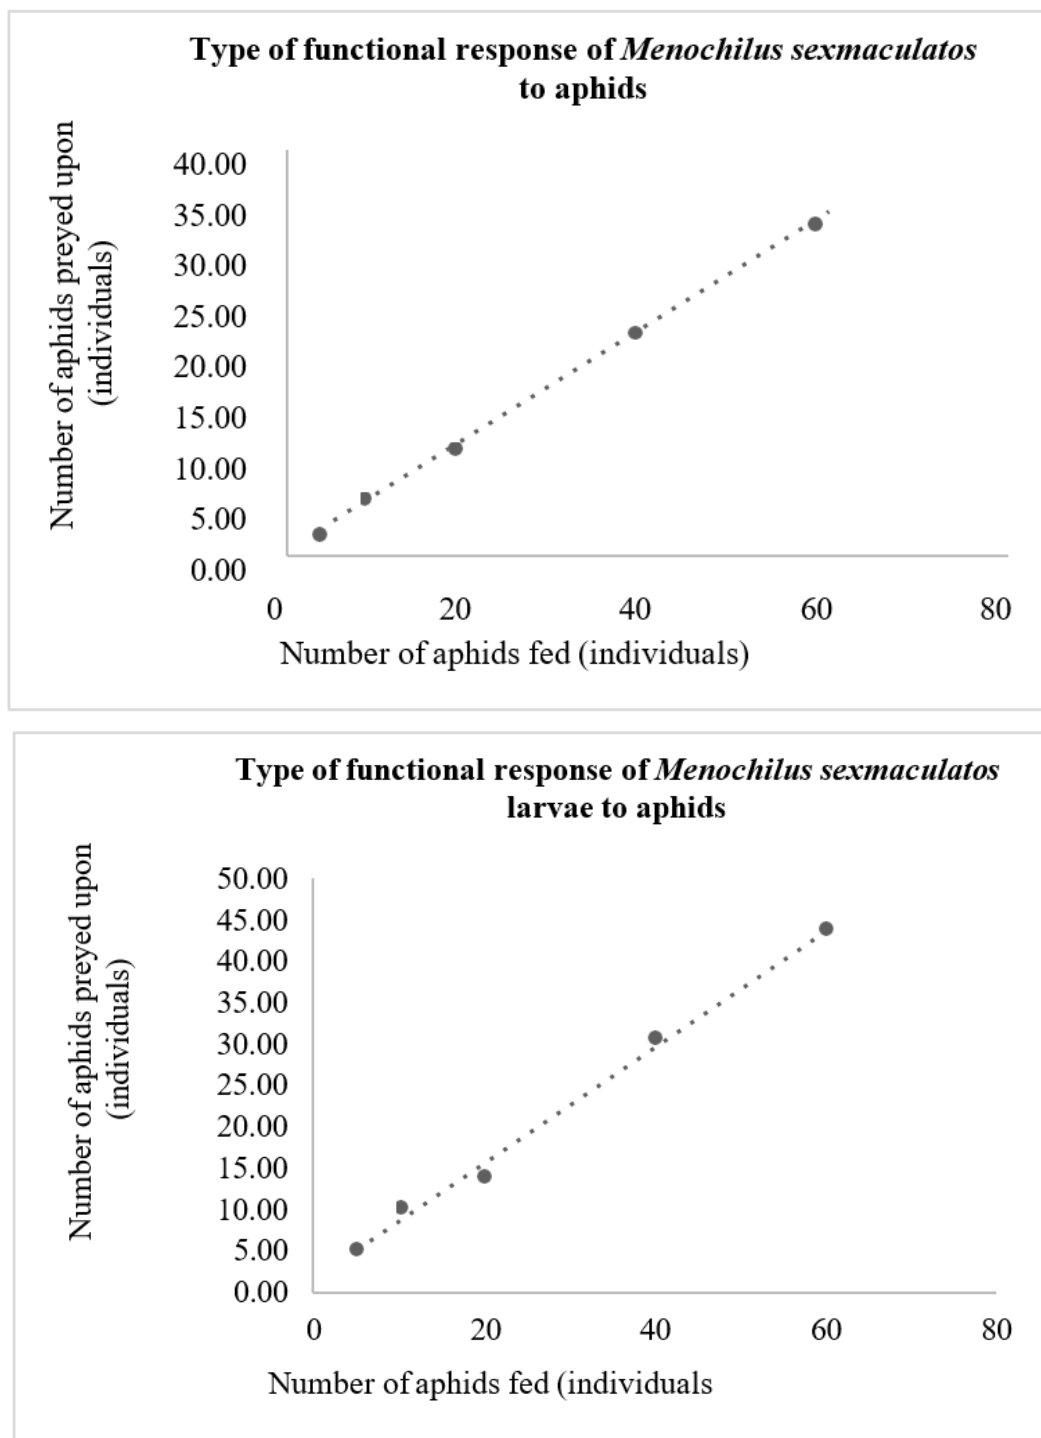 Type of functional response of Menochilus sexmaculatos
to aphids
Number of aphids preyed upon
(individuals)
40.00
35.00
30.00
25.00
20.00
15.00
10.00
5.00
0.00
0 20 40 60 80
Number of aphids fed (individuals)
Type of functional response of Menochilus sexmaculatos
larvae to aphids
Number of aphids preyed upon
(individuals)
50.00
45.00
40.00
35.00
30.00
25.00
20.00
15.00
10.00
5.00
0.00
0 20 40 60 80
Number of aphids fed (individuals